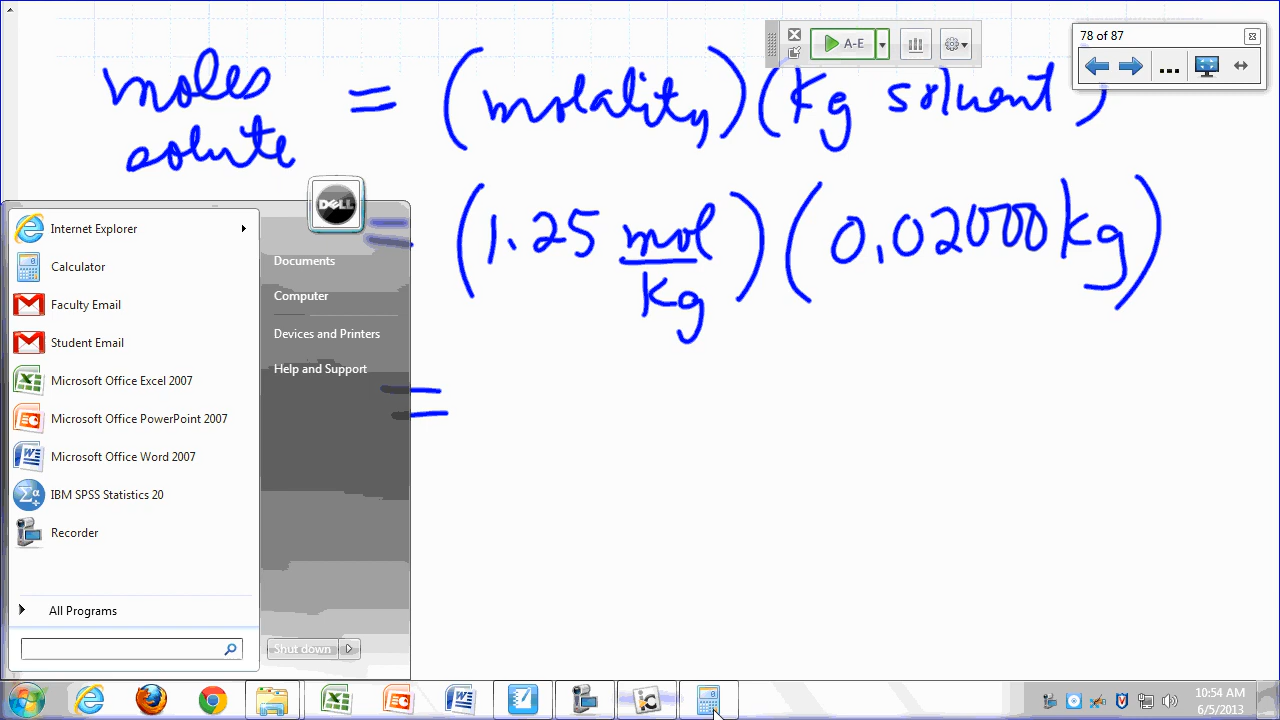 moles solute = (molality)(kg solvent)
= (1.25 mol/kg)(0.02000 kg)
=
A-E
78 of 87
...
DELL
Internet Explorer
Calculator
Faculty Email
Student Email
Microsoft Office Excel 2007
Microsoft Office PowerPoint 2007
Microsoft Office Word 2007
IBM SPSS Statistics 20
Recorder
All Programs
Documents
Computer
Devices and Printers
Help and Support
Shut down
10:54 AM
6/5/2013